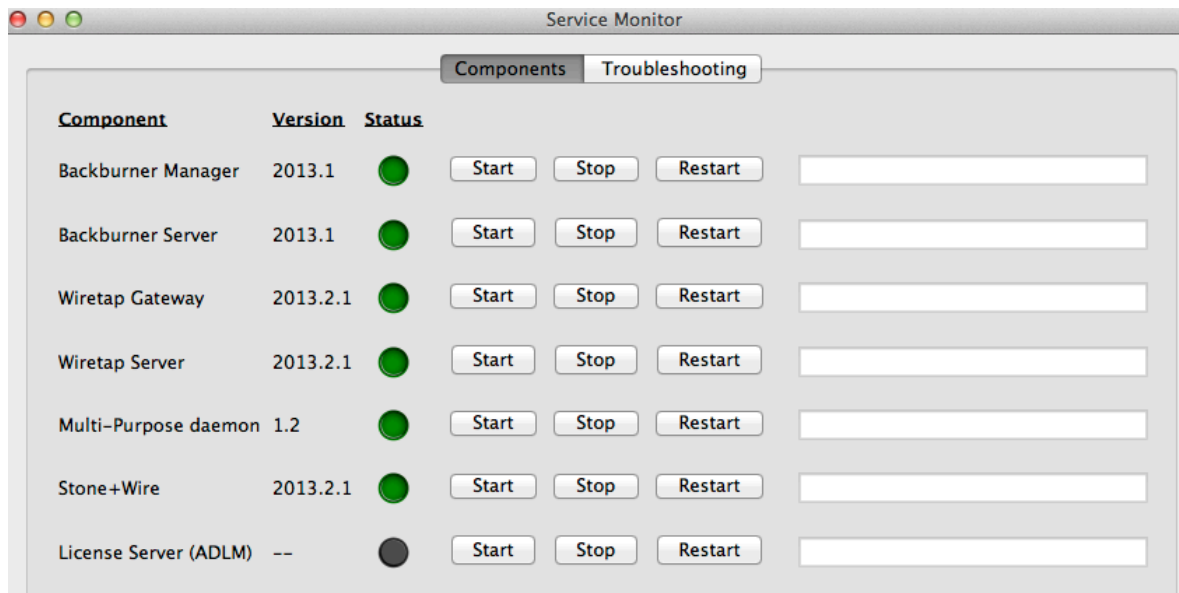 Service Monitor
Components Troubleshooting
Component Version Status
Backburner Manager 2013.1 Start Stop Restart
Backburner Server 2013.1 Start Stop Restart
Wiretap Gateway 2013.2.1 Start Stop Restart
Wiretap Server 2013.2.1 Start Stop Restart
Multi-Purpose daemon 1.2 Start Stop Restart
Stone+Wire 2013.2.1 Start Stop Restart
License Server (ADLM) -- Start Stop Restart